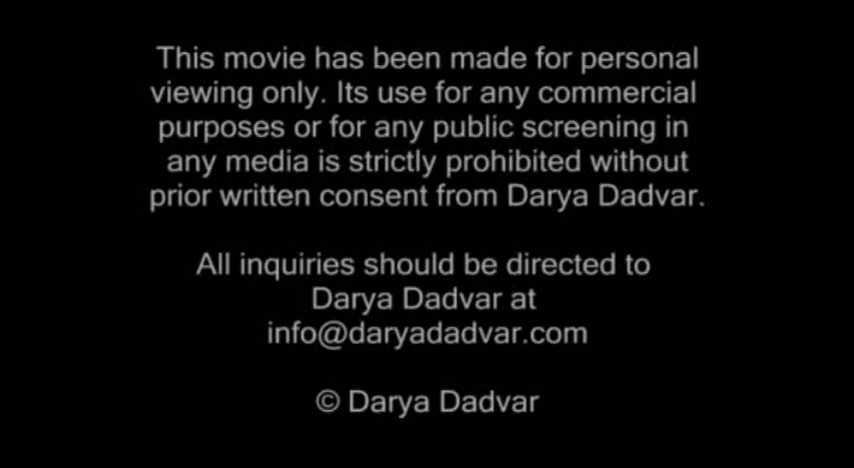 This movie has been made for personal
viewing only. Its use for any commercial
purposes or for any public screening in
any media is strictly prohibited without
prior written consent from Darya Dadvar.
All inquiries should be directed to
Darya Dadvar at
info@daryadadvar.com
© Darya Dadvar